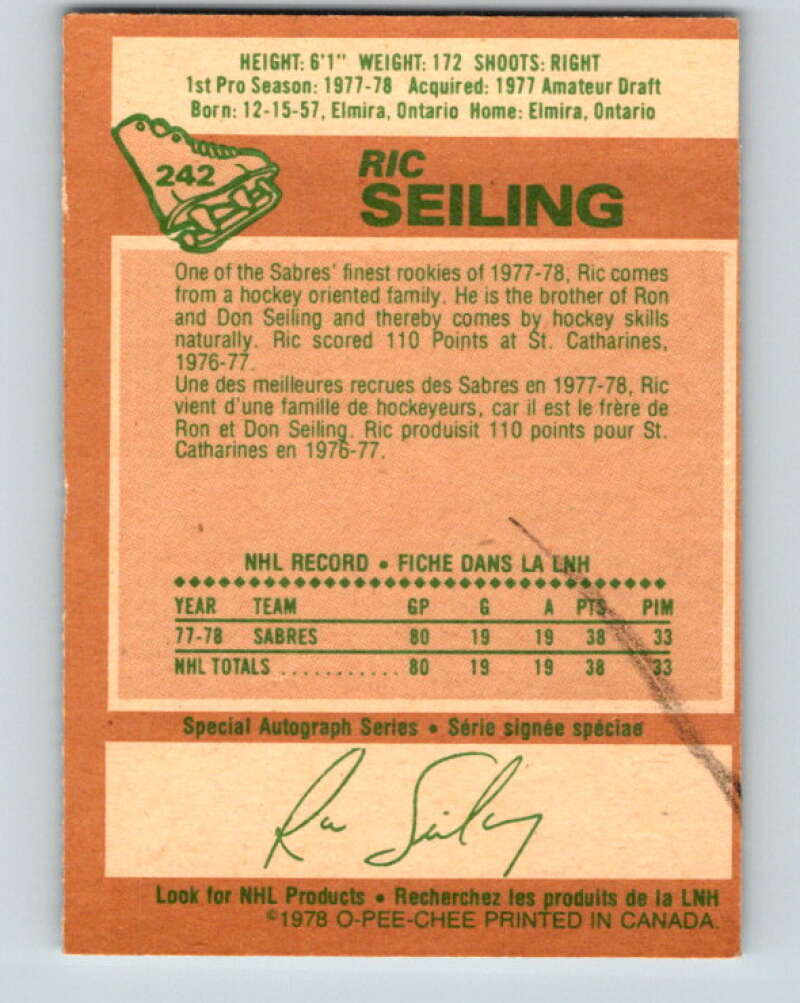 HEIGHT: 6'1" WEIGHT: 172 SHOOTS: RIGHT
1st Pro Season: 1977-78 Acquired: 1977 Amateur Draft
Born: 12-15-57, Elmira, Ontario Home: Elmira, Ontario
242
RIC
SEILING
One of the Sabres' finest rookies of 1977-78, Ric comes
from a hockey oriented family. He is the brother of Ron
and Don Seiling and thereby comes by hockey skills
naturally. Ric scored 110 Points at St. Catharines,
1976-77.
Une des meilleures recrues des Sabres en 1977-78, Ric
vient d'une famille de hockeyeurs, car il est le frère de
Ron et Don Seiling. Ric produisit 110 points pour St.
Catharines en 1976-77.
NHL RECORD • FICHE DANS LA LNH
YEAR TEAM GP G A PTS PIM
77-78 SABRES 80 19 19 38 33
NHL TOTALS ........... 80 19 19 38 33
Special Autograph Series • Série signée spéciae
Ric Seiling
Look for NHL Products • Recherchez les produits de la LNH
©1978 O-PEE-CHEE PRINTED IN CANADA.